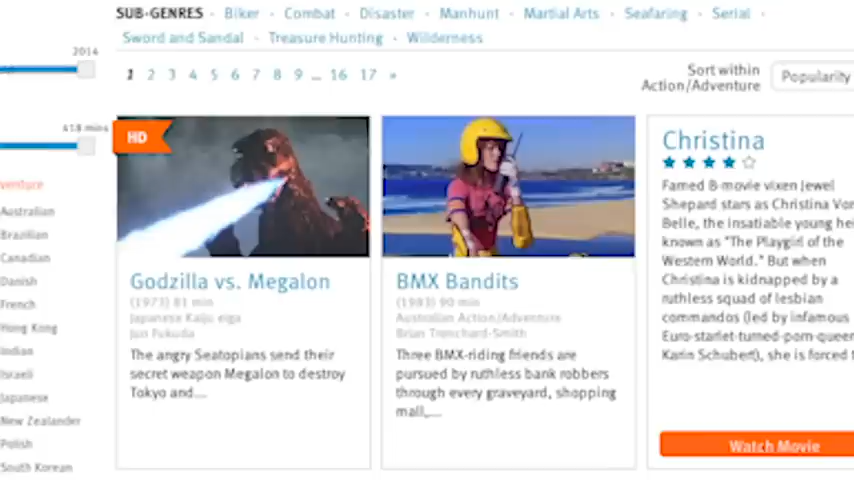 SUB-GENRES · Biker · Combat · Disaster · Manhunt · Martial Arts · Seafaring · Serial ·
Sword and Sandal · Treasure Hunting · Wilderness
2014
1 2 3 4 5 6 7 8 9 ... 16 17 »
Sort within
Action/Adventure
Popularity
418 mins
HD
venture
Australian
Brazilian
Canadian
Danish
French
Hong Kong
Indian
Israeli
Japanese
New Zealander
Polish
South Korean
Godzilla vs. Megalon
(1973) 81 min
Japanese Kaiju eiga
Jun Fukuda
The angry Seatopians send their
secret weapon Megalon to destroy
Tokyo and...
BMX Bandits
(1983) 90 min
Australian Action/Adventure
Brian Trenchard-Smith
Three BMX-riding friends are
pursued by ruthless bank robbers
through every graveyard, shopping
mall,...
Christina
Famed B-movie vixen Jewel
Shepard stars as Christina Von
Belle, the insatiable young hei
known as "The Playgirl of the
Western World." But when
Christina is kidnapped by a
ruthless squad of lesbian
commandos (led by infamous
Euro-starlet-turned-porn-queen
Karin Schubert), she is forced t
Watch Movie